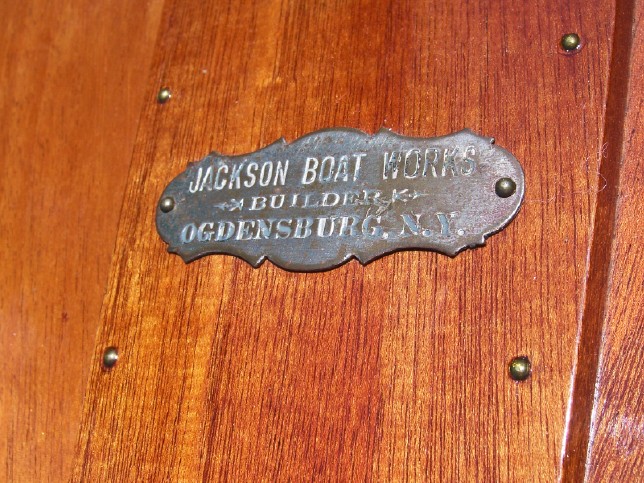 JACKSON BOAT WORKS
BUILDER
OGDENSBURG, N.Y.